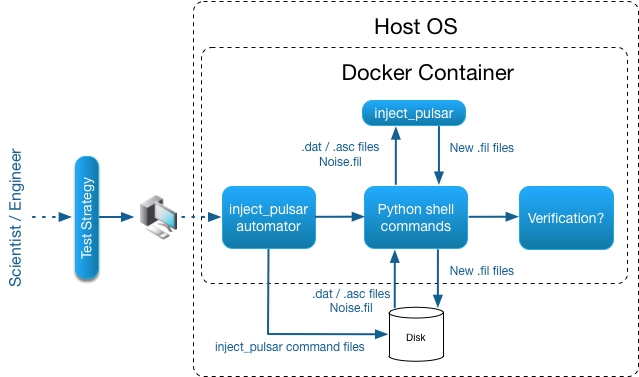 Host OS
Docker Container
inject_pulsar
.dat / .asc files
Noise.fil
New .fil files
Scientist / Engineer
Test Strategy
inject_pulsar
automator
Python shell
commands
Verification?
.dat / .asc files
Noise.fil
New .fil files
Disk
inject_pulsar command files